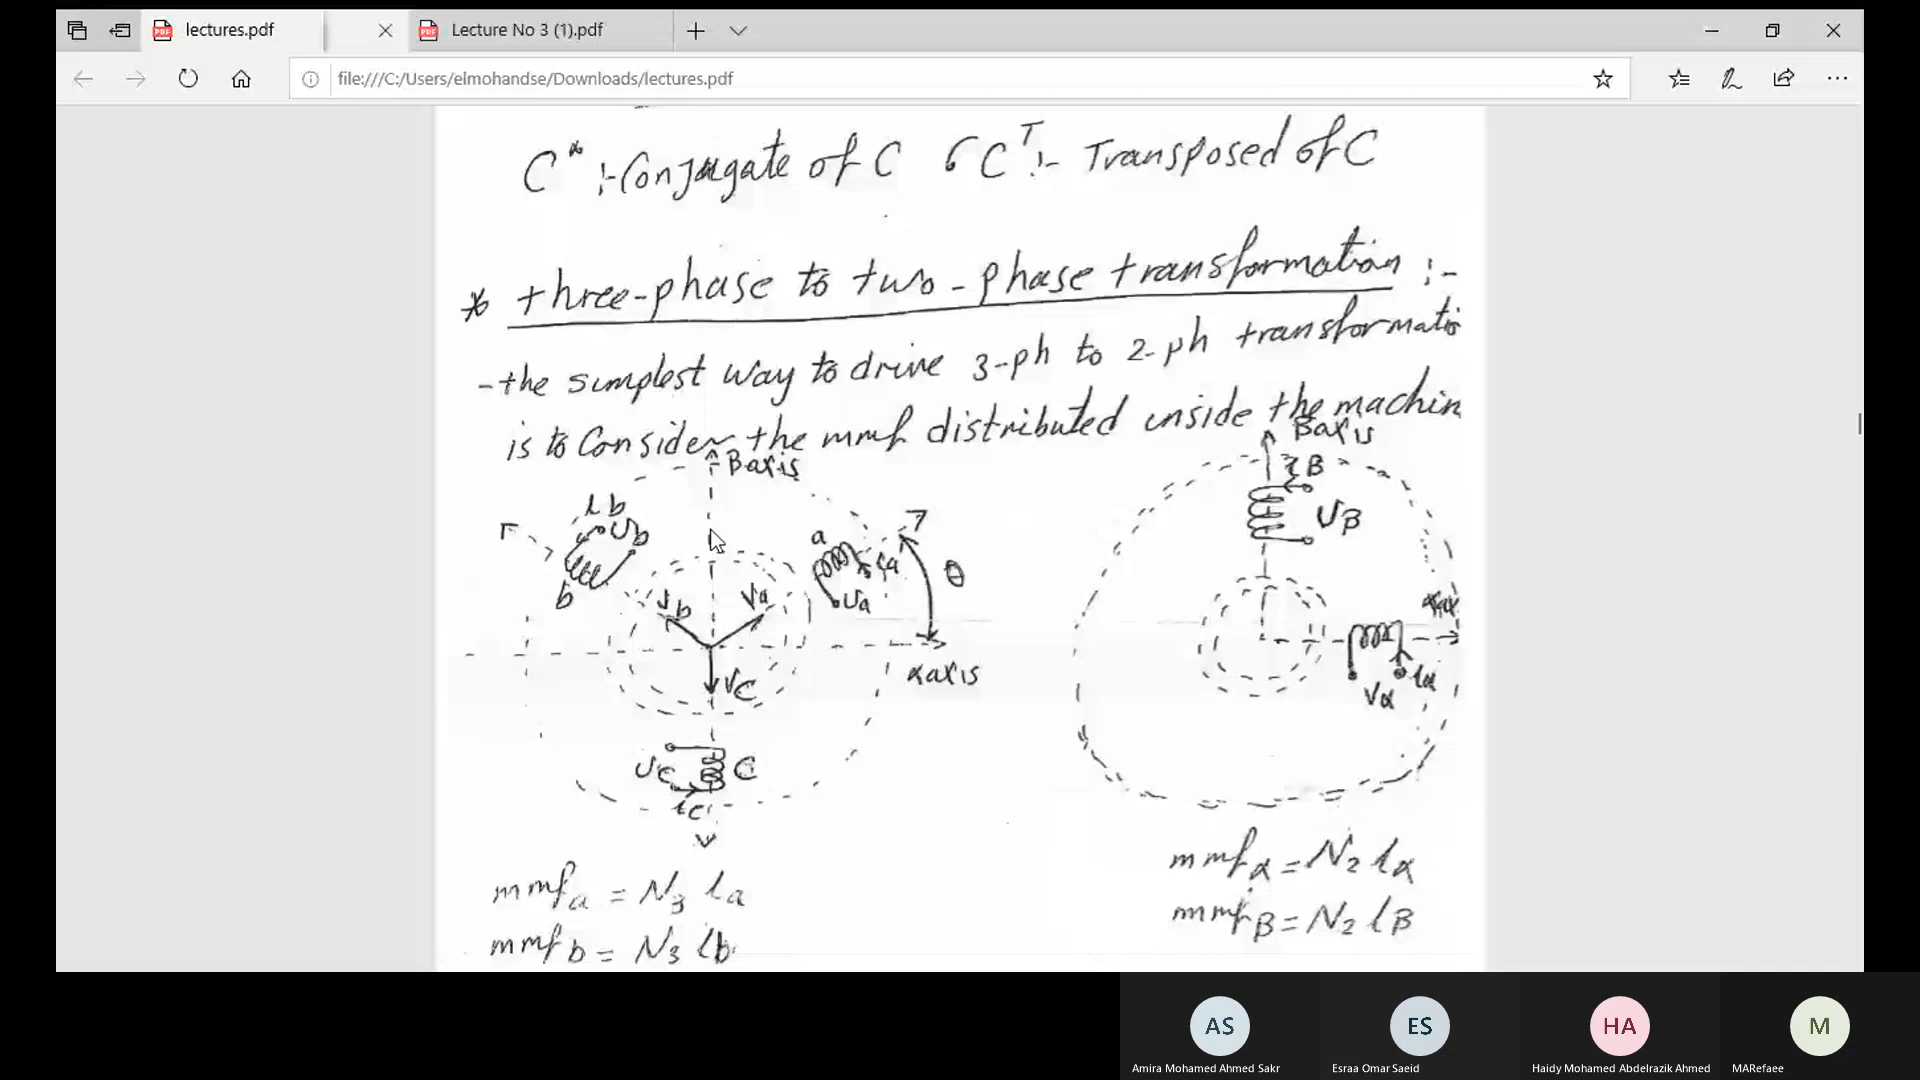 lectures.pdf
Lecture No 3 (1).pdf
file:///C:/Users/elmohandse/Downloads/lectures.pdf
C* :- Conjugate of C , C^T :- Transposed of C
* three-phase to two-phase transformation :-
- the simplest way to drive 3-ph to 2-ph transformatio
is to Consider the mmf distributed inside the machin
β axis
ib
Vb
b
a
ia
Va
θ
Vb
Va
Vc
α axis
Vc
C
ic
β axis
iβ
Vβ
iα
Vα
mmfa = N3 ia
mmfb = N3 ib
mmfα = N2 iα
mmfβ = N2 iβ
AS
ES
HA
M
Amira Mohamed Ahmed Sakr
Esraa Omar Saeid
Haidy Mohamed Abdelrazik Ahmed
MARefaee